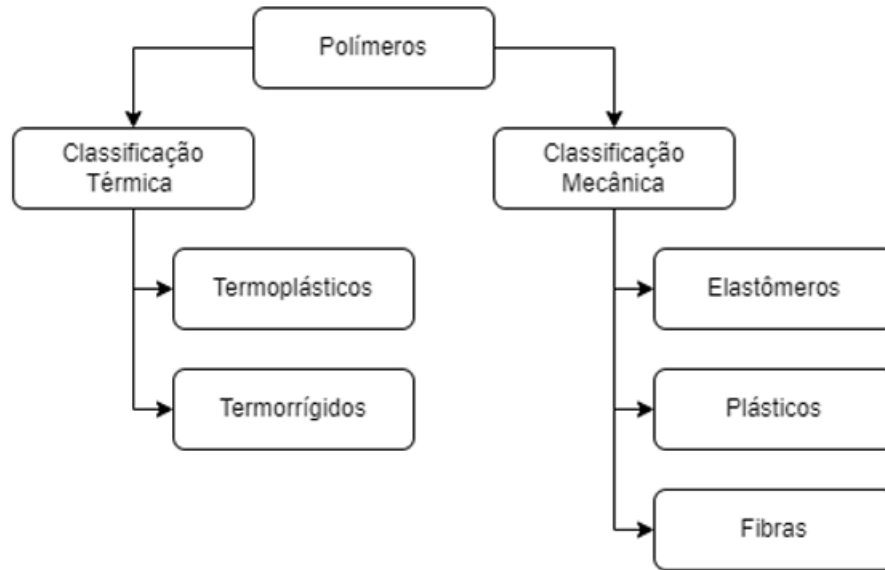 Polímeros
Classificação
Térmica
Classificação
Mecânica
Termoplásticos
Elastômeros
Termorrígidos
Plásticos
Fibras